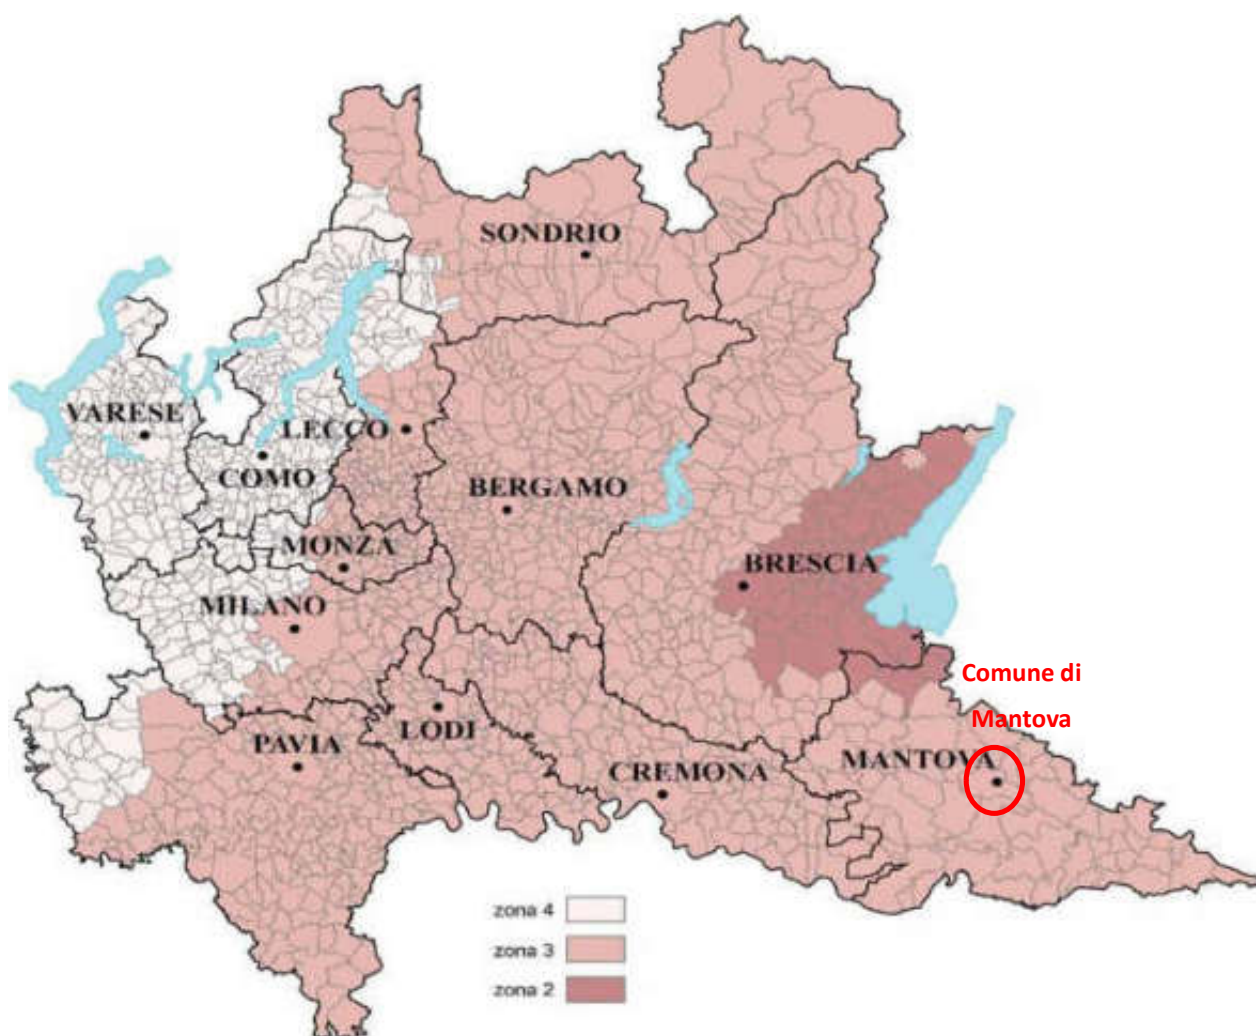 SONDRIO
VARESE
LECCO
COMO
BERGAMO
MONZA
BRESCIA
MILANO
Comune di
Mantova
LODI
PAVIA
MANTOVA
CREMONA
zona 4
zona 3
zona 2